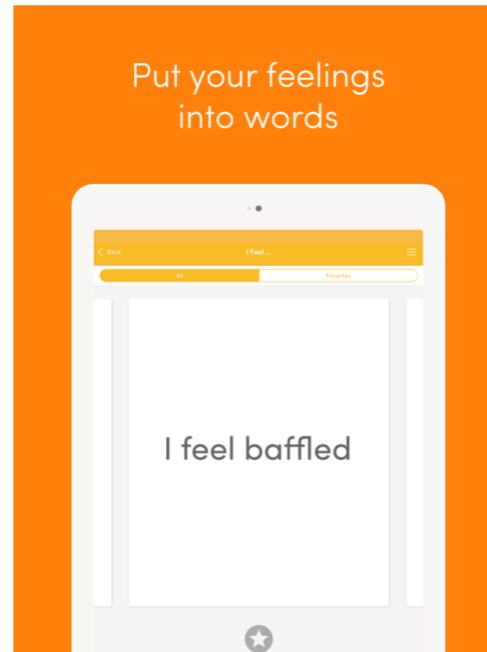 Put your feelings
into words
Back
I Feel ...
All
Favorites
I feel baffled